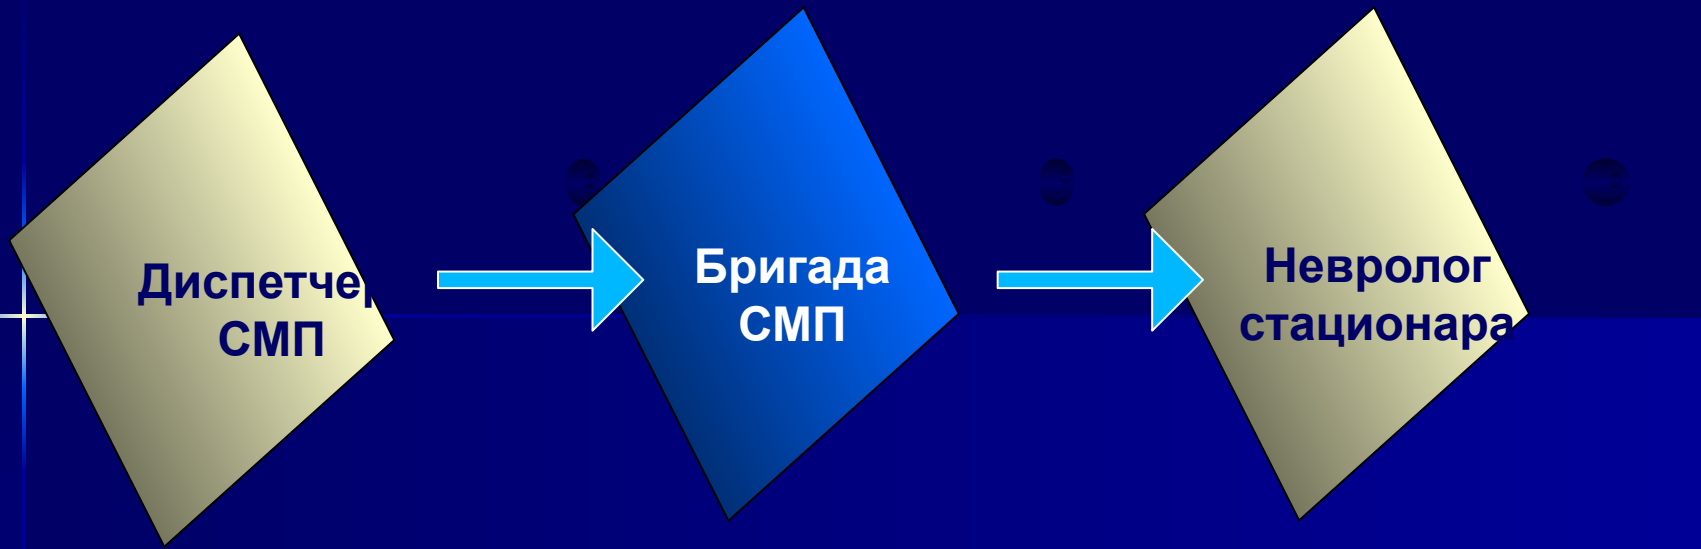 Диспетчер
СМП
Бригада
СМП
Невролог
стационара